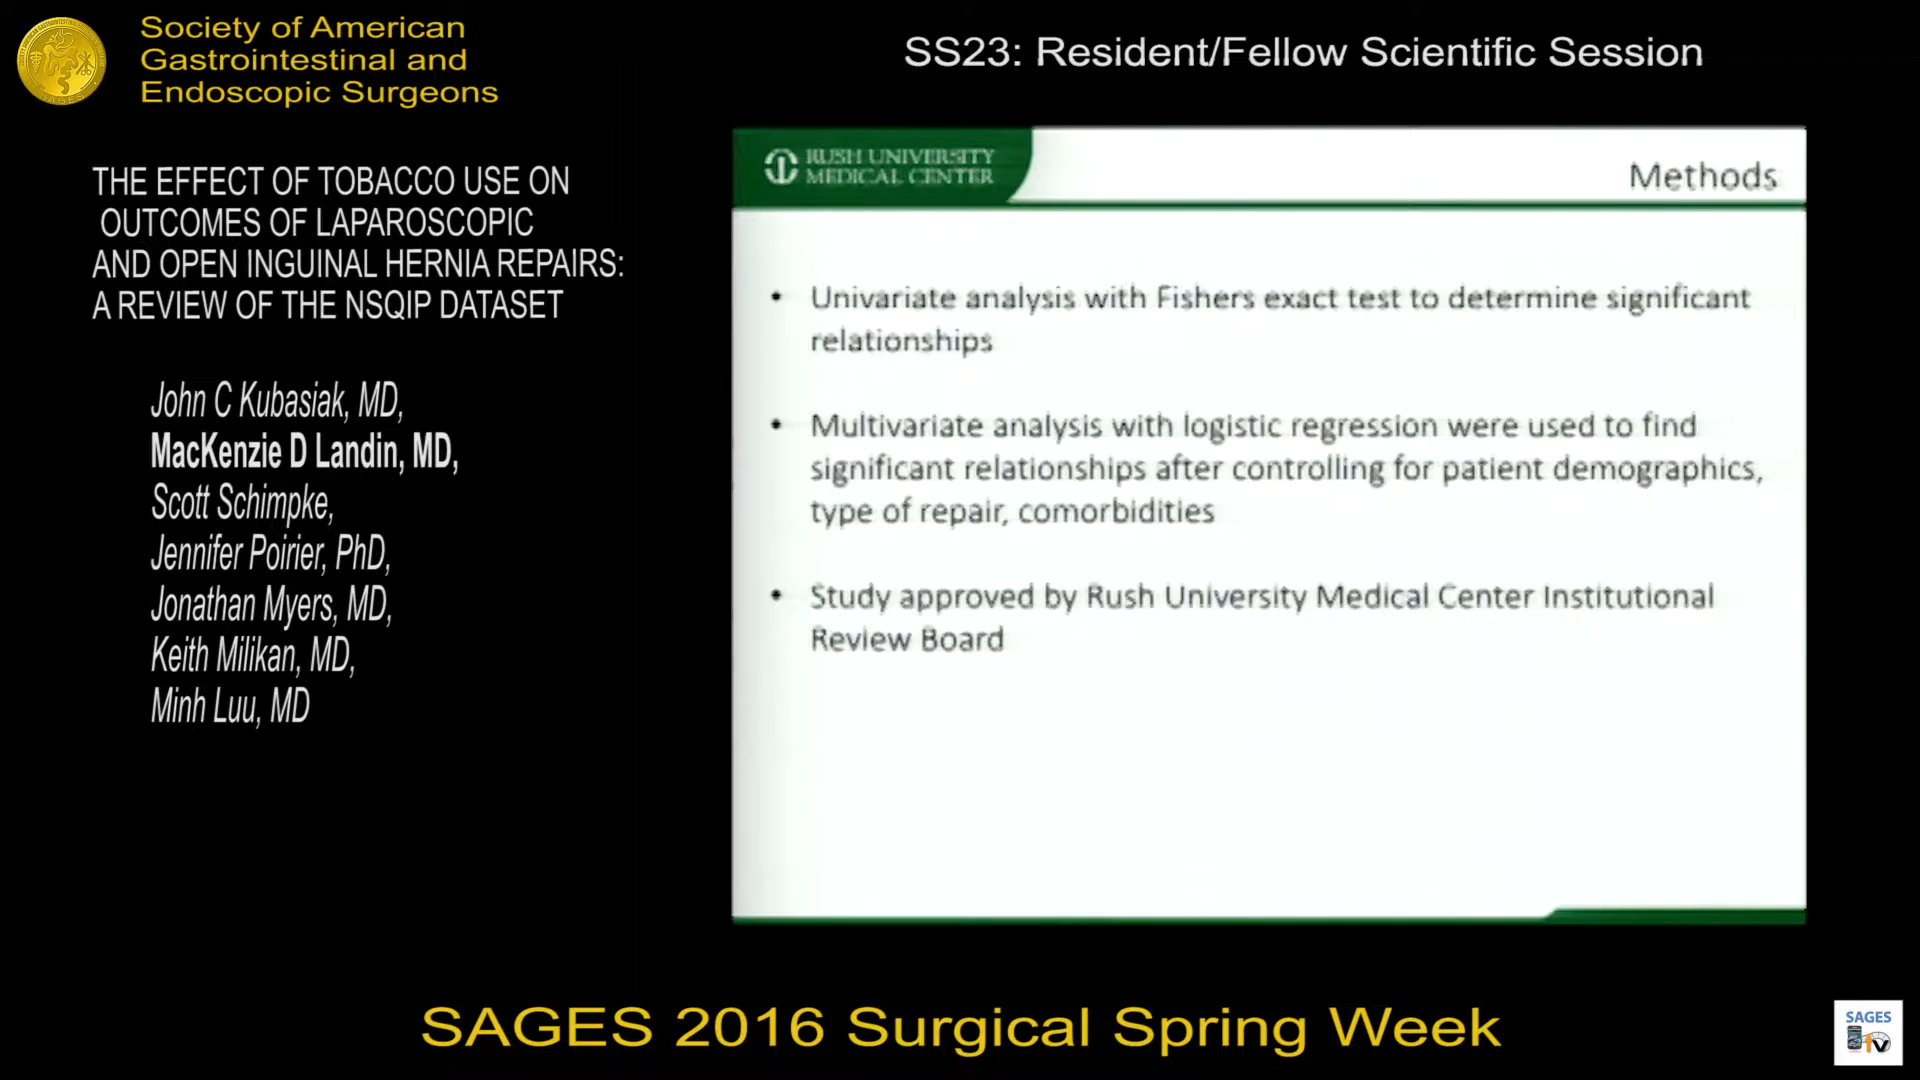 Society of American
Gastrointestinal and
Endoscopic Surgeons
SS23: Resident/Fellow Scientific Session
THE EFFECT OF TOBACCO USE ON
OUTCOMES OF LAPAROSCOPIC
AND OPEN INGUINAL HERNIA REPAIRS:
A REVIEW OF THE NSQIP DATASET
John C Kubasiak, MD,
MacKenzie D Landin, MD,
Scott Schimpke,
Jennifer Poirier, PhD,
Jonathan Myers, MD,
Keith Milikan, MD,
Minh Luu, MD
RUSH UNIVERSITY
MEDICAL CENTER
Methods
• Univariate analysis with Fishers exact test to determine significant
relationships
• Multivariate analysis with logistic regression were used to find
significant relationships after controlling for patient demographics,
type of repair, comorbidities
• Study approved by Rush University Medical Center Institutional
Review Board
SAGES 2016 Surgical Spring Week
SAGES
tv